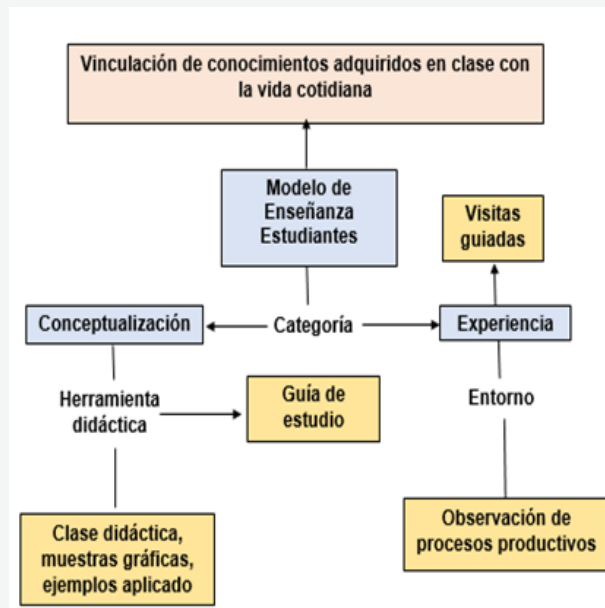 Vinculación de conocimientos adquiridos en clase con
la vida cotidiana
Modelo de
Enseñanza
Estudiantes
Visitas
guiadas
Conceptualización
Categoría
Experiencia
Herramienta
didáctica
Guía de
estudio
Entorno
Clase didáctica,
muestras gráficas,
ejemplos aplicado
Observación de
procesos productivos